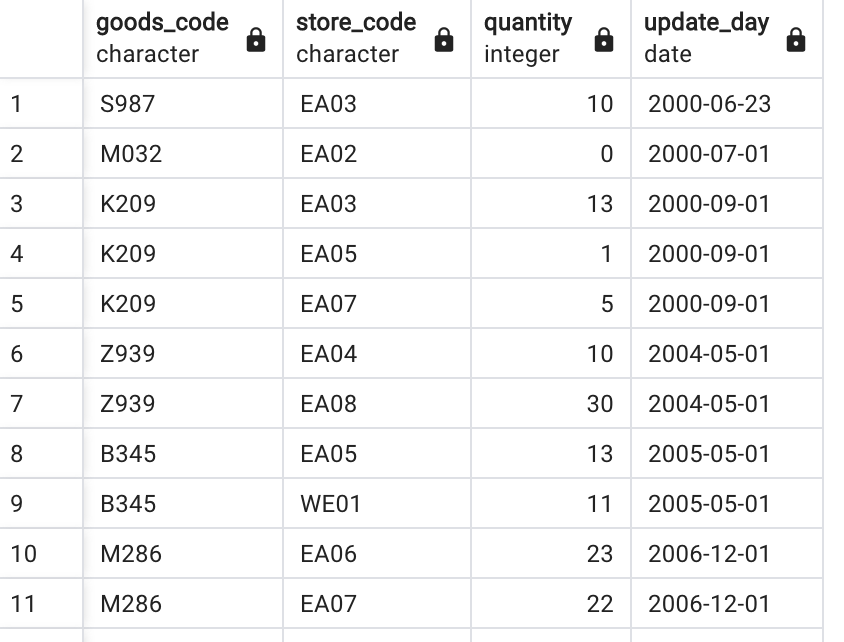 goods_code store_code quantity update_day
character character integer date
1 S987 EA03 10 2000-06-23
2 M032 EA02 0 2000-07-01
3 K209 EA03 13 2000-09-01
4 K209 EA05 1 2000-09-01
5 K209 EA07 5 2000-09-01
6 Z939 EA04 10 2004-05-01
7 Z939 EA08 30 2004-05-01
8 B345 EA05 13 2005-05-01
9 B345 WE01 11 2005-05-01
10 M286 EA06 23 2006-12-01
11 M286 EA07 22 2006-12-01